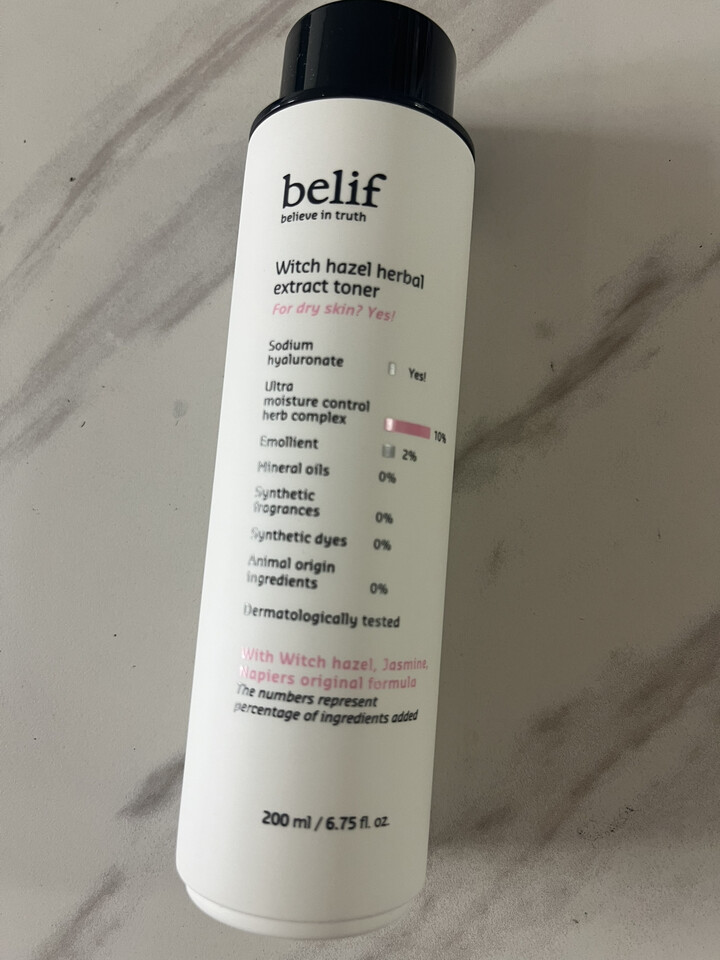 belif
believe in truth
Witch hazel herbal
extract toner
For dry skin? Yes!
Sodium
hyaluronate
Yes!
Ultra
moisture control
herb complex
10%
Emollient
2%
Mineral oils
0%
Synthetic
fragrances
0%
Synthetic dyes
0%
Animal origin
ingredients
0%
Dermatologically tested
With Witch hazel, Jasmine,
Napiers original formula
The numbers represent
percentage of ingredients added
200 ml / 6.75 fl. oz.